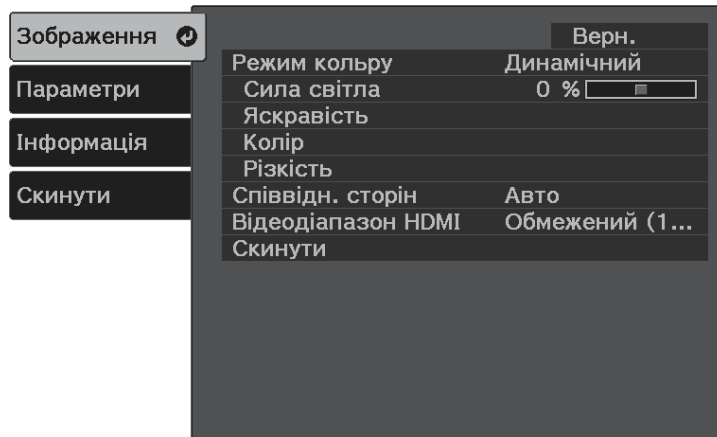 Зображення
Параметри
Інформація
Скинути
Верн.
Режим кольру Динамічний
Сила світла 0 %
Яскравість
Колір
Різкість
Співвідн. сторін Авто
Відеодіапазон HDMI Обмежений (1...
Скинути